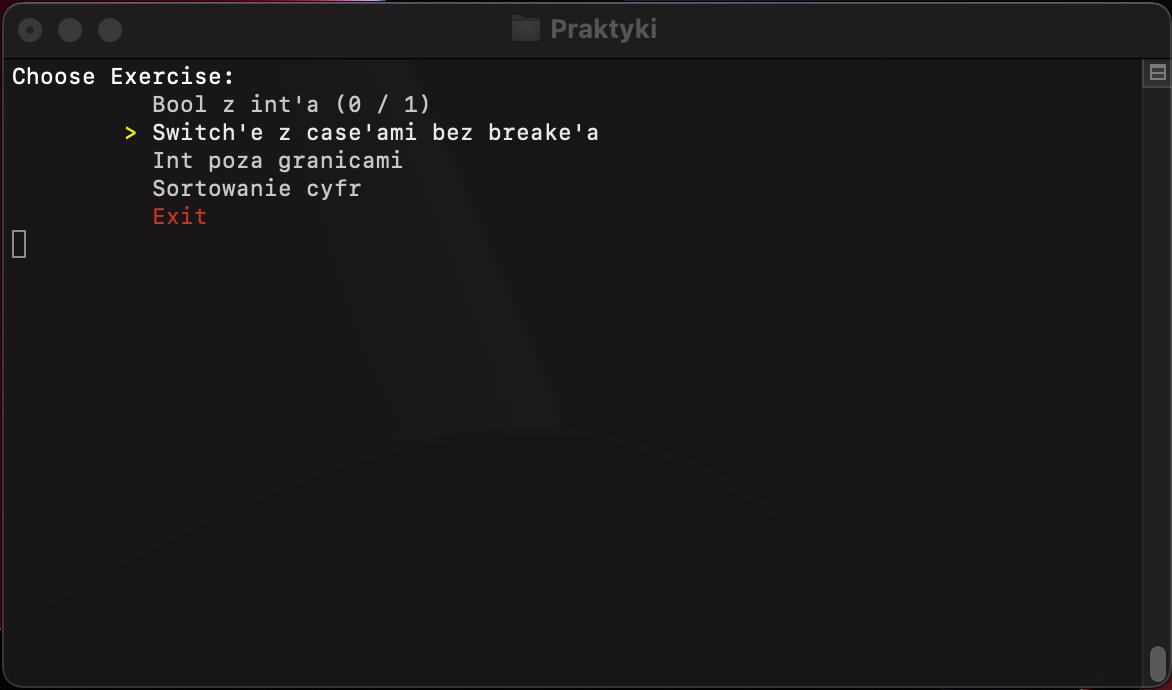 Praktyki
Choose Exercise:
Bool z int'a (0 / 1)
> Switch'e z case'ami bez breake'a
Int poza granicami
Sortowanie cyfr
Exit